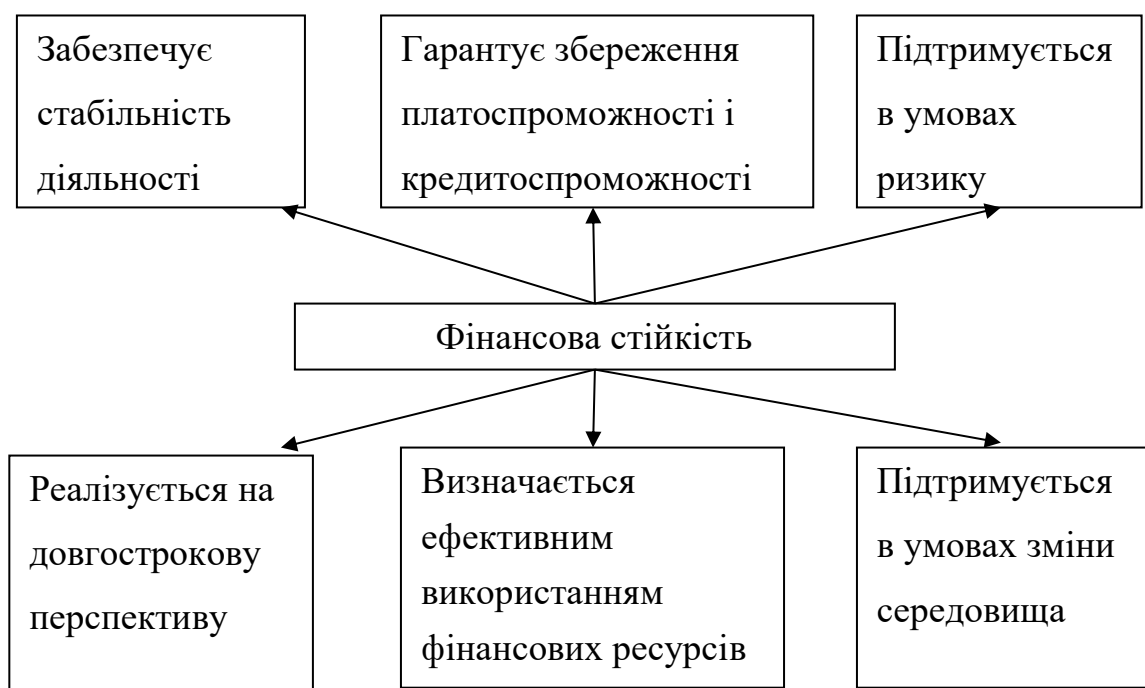 Забезпечує
стабільність
діяльності
Гарантує збереження
платоспроможності і
кредитоспроможності
Підтримується
в умовах
ризику
Фінансова стійкість
Реалізується на
довгострокову
перспективу
Визначається
ефективним
використанням
фінансових ресурсів
Підтримується
в умовах зміни
середовища